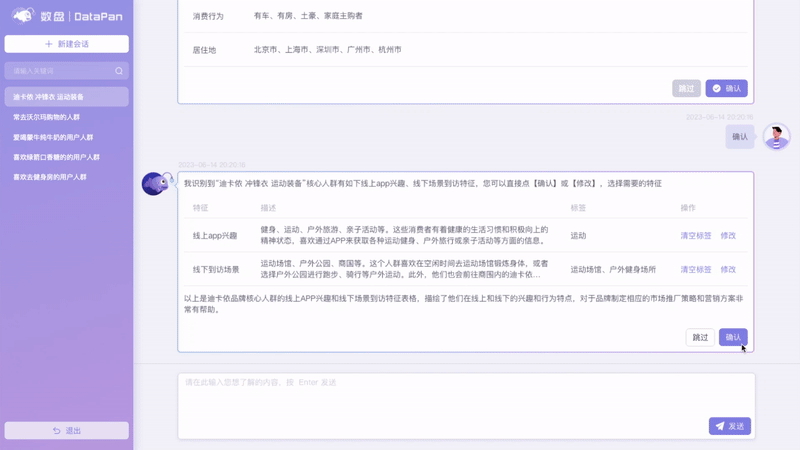 数盘 | DataPan
+ 新建会话
请输入关键词
迪卡侬 冲锋衣 运动装备
常去沃尔玛购物的人群
爱喝蒙牛纯牛奶的用户人群
喜欢绿箭口香糖的的用户人群
喜欢去健身房的用户人群
退出
消费行为 有车、有房、土豪、家庭主购者
居住地 北京市、上海市、深圳市、广州市、杭州市
跳过 确认
2023-06-14 20:20:16
确认
2023-06-14 20:20:16
我识别到“迪卡侬 冲锋衣 运动装备”核心人群有如下线上app兴趣、线下场景到访特征，您可以直接点【确认】或【修改】，选择需要的特征
特征 描述 标签 操作
线上app兴趣 健身、运动、户外旅游、亲子活动等。这些消费者有着健康的生活习惯和积极向上的 运动 清空标签 修改
精神状态，喜欢通过APP来获取各种运动健身、户外旅行或亲子活动等方面的信息。
线下到访场景 运动场馆、户外公园、商国等。这个人群喜欢在空闲时间去运动场馆锻炼身体，或者 运动场馆、户外健身场所 清空标签 修改
选择户外公园进行跑步、骑行等户外运动。此外，他们也会前往商围内的迪卡侬...
以上是迪卡侬品牌核心人群的线上APP兴趣和线下场景到访特征表格，描绘了他们在线上和线下的兴趣和行为特点，对于品牌制定相应的市场推广策略和营销方案非
常有帮助。
跳过 确认
请在此输入您想了解的内容，按 Enter 发送
发送